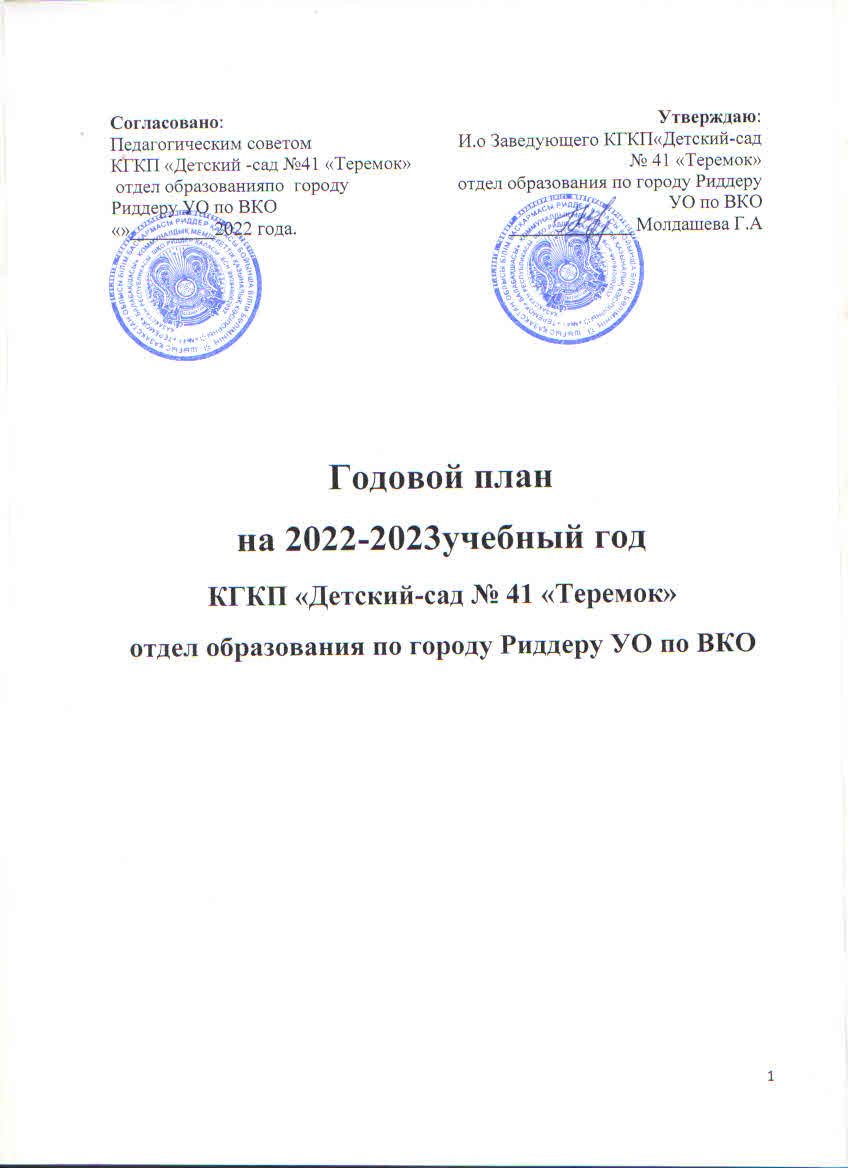 Согласовано:
Педагогическим советом
КГКП «Детский -сад №41 «Теремок»
отдел образованияпо городу
Риддеру УО по ВКО
«»_________2022 года.
Утверждаю:
И.о Заведующего КГКП«Детский-сад
№ 41 «Теремок»
отдел образования по городу Риддеру
УО по ВКО
Молдашева Г.А
Годовой план
на 2022-2023учебный год
КГКП «Детский-сад № 41 «Теремок»
отдел образования по городу Риддеру УО по ВКО
1